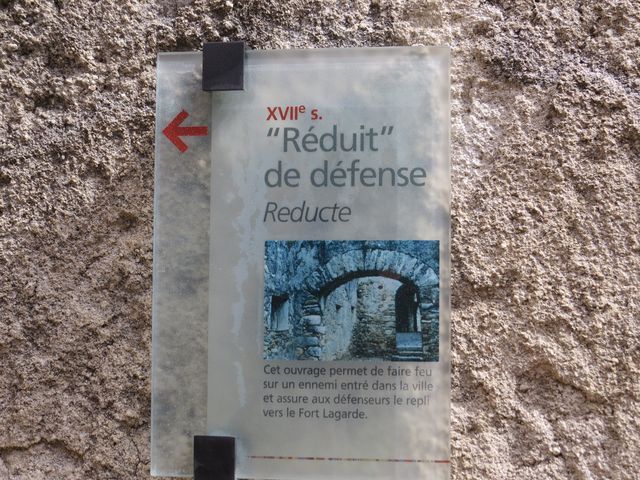 XVIIe s.
"Réduit"
de défense
Reducte
Cet ouvrage permet de faire feu
sur un ennemi entré dans la ville
et assure aux défenseurs le repli
vers le Fort Lagarde.